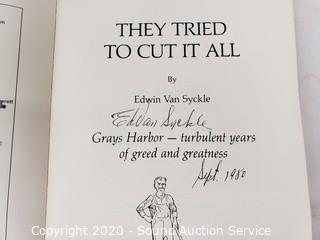 THEY TRIED
TO CUT IT ALL
By
Edwin Van Syckle
Ed Van Syckle
Grays Harbor — turbulent years
of greed and greatness
Sept. 1980
Copyright 2020 - Sound Auction Service